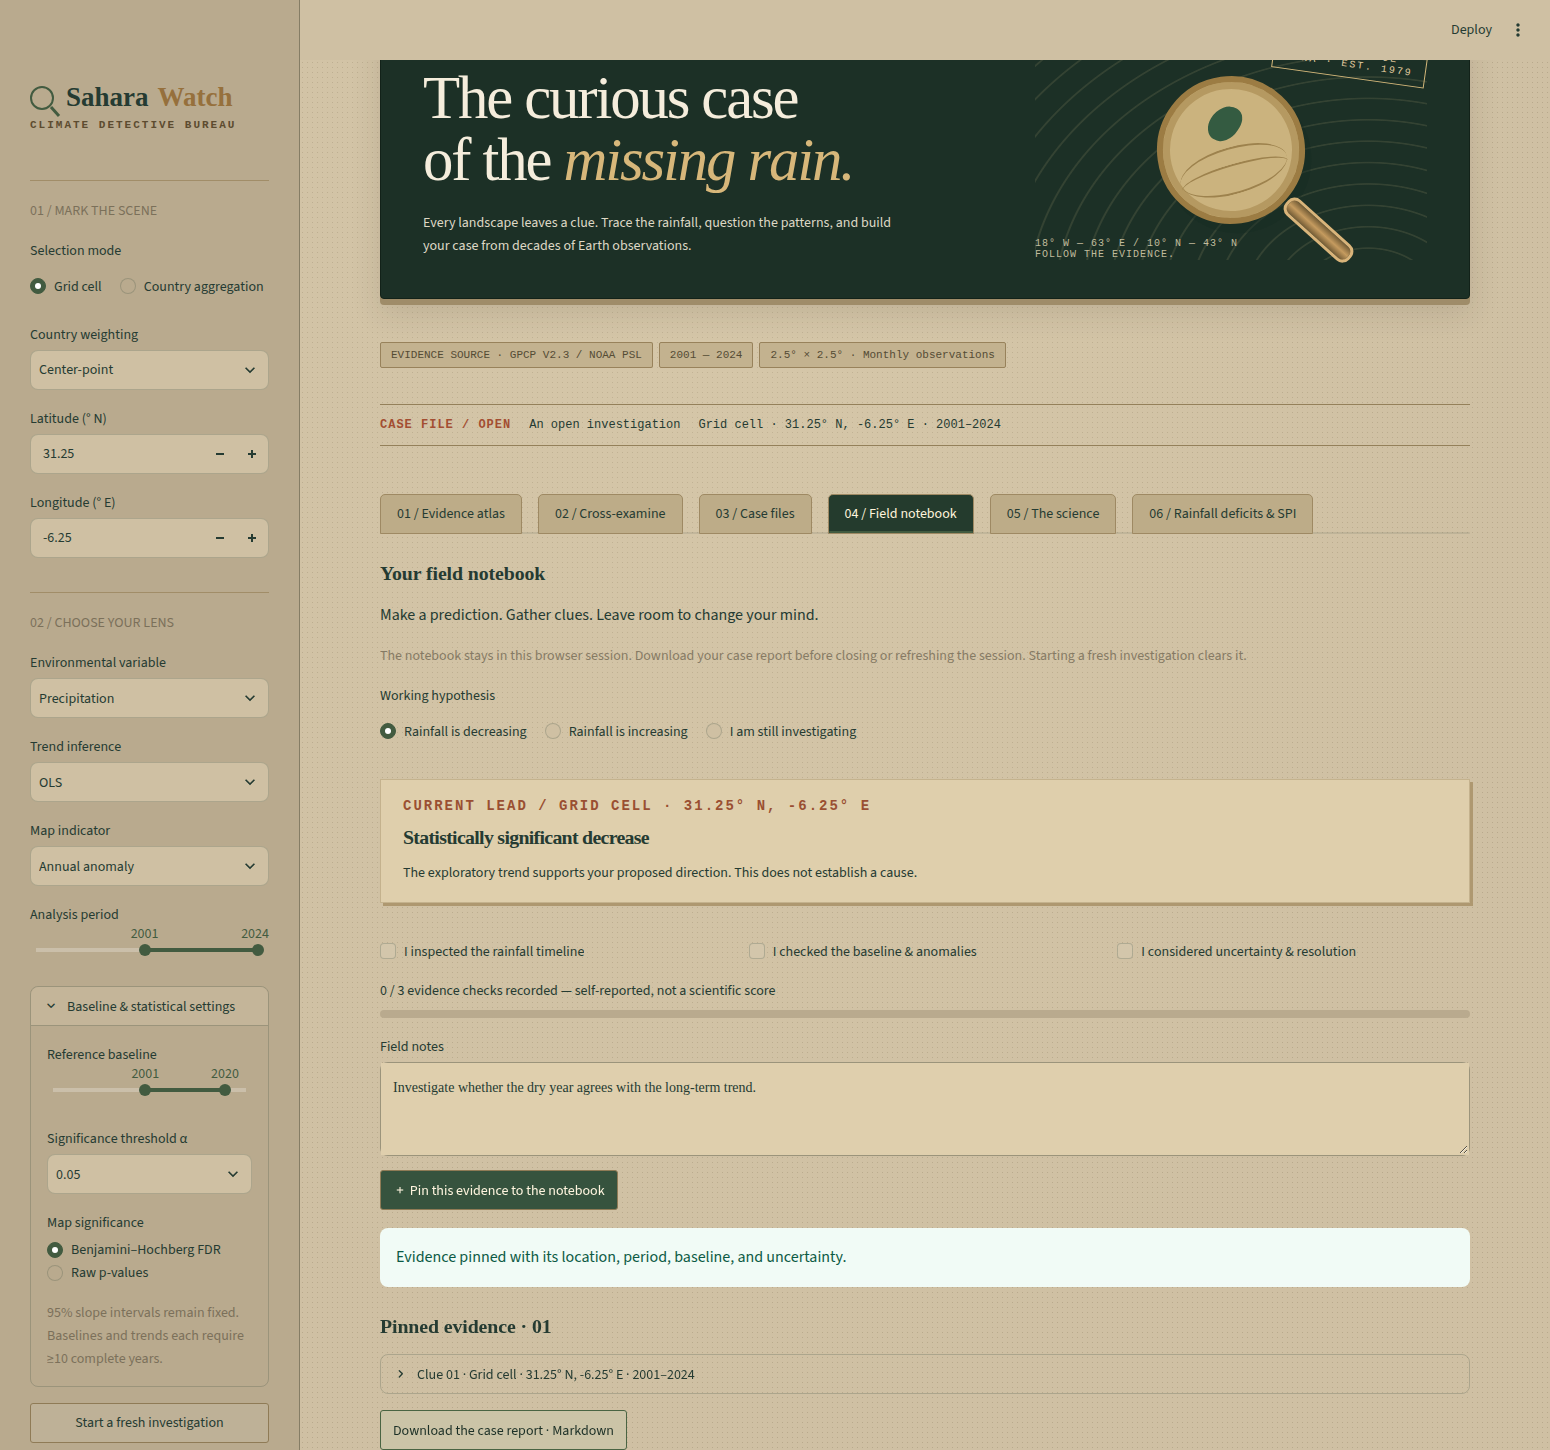 Deploy
Sahara Watch
CLIMATE DETECTIVE BUREAU
01 / MARK THE SCENE
Selection mode
Grid cell
Country aggregation
Country weighting
Center-point
Latitude (° N)
31.25
Longitude (° E)
-6.25
02 / CHOOSE YOUR LENS
Environmental variable
Precipitation
Trend inference
OLS
Map indicator
Annual anomaly
Analysis period
2001 2024
Baseline & statistical settings
Reference baseline
2001 2020
Significance threshold α
0.05
Map significance
Benjamini–Hochberg FDR
Raw p-values
95% slope intervals remain fixed.
Baselines and trends each require
≥10 complete years.
Start a fresh investigation
The curious case
of the missing rain.
Every landscape leaves a clue. Trace the rainfall, question the patterns, and build
your case from decades of Earth observations.
EST. 1979
18° W — 63° E / 10° N — 43° N
FOLLOW THE EVIDENCE.
EVIDENCE SOURCE · GPCP V2.3 / NOAA PSL
2001 — 2024
2.5° × 2.5° · Monthly observations
CASE FILE / OPEN An open investigation Grid cell · 31.25° N, -6.25° E · 2001–2024
01 / Evidence atlas
02 / Cross-examine
03 / Case files
04 / Field notebook
05 / The science
06 / Rainfall deficits & SPI
Your field notebook
Make a prediction. Gather clues. Leave room to change your mind.
The notebook stays in this browser session. Download your case report before closing or refreshing the session. Starting a fresh investigation clears it.
Working hypothesis
Rainfall is decreasing
Rainfall is increasing
I am still investigating
CURRENT LEAD / GRID CELL · 31.25° N, -6.25° E
Statistically significant decrease
The exploratory trend supports your proposed direction. This does not establish a cause.
I inspected the rainfall timeline
I checked the baseline & anomalies
I considered uncertainty & resolution
0 / 3 evidence checks recorded — self-reported, not a scientific score
Field notes
Investigate whether the dry year agrees with the long-term trend.
+ Pin this evidence to the notebook
Evidence pinned with its location, period, baseline, and uncertainty.
Pinned evidence · 01
Clue 01 · Grid cell · 31.25° N, -6.25° E · 2001–2024
Download the case report · Markdown